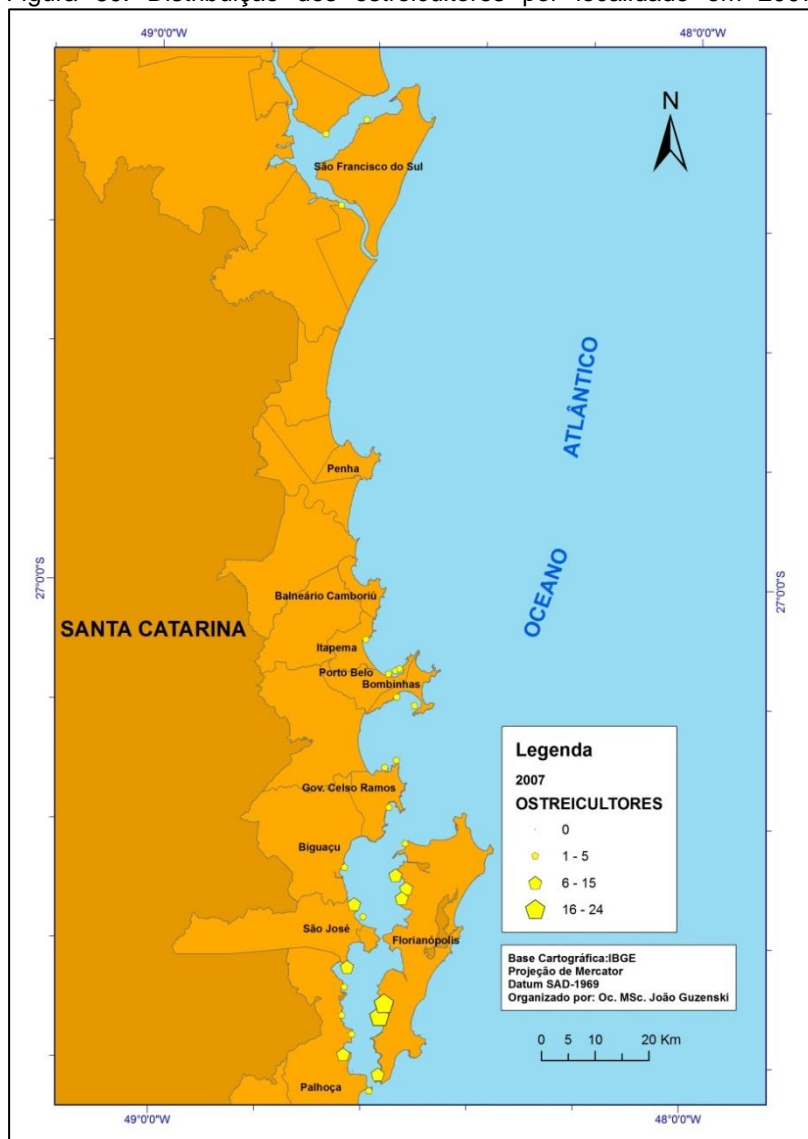 Figura Distribuição dos ostreicultores por localidade em 2007
49°0'0"W 48°0'0"W
N
São Francisco do Sul
ATLÂNTICO
Penha
27°0'0"S 27°0'0"S
Balneário Camboriú
OCEANO
SANTA CATARINA
Itapema
Porto Belo
Bombinhas
Legenda
2007
OSTREICULTORES
0
1 - 5
6 - 15
16 - 24
Gov. Celso Ramos
Biguaçu
São José
Florianópolis
Base Cartográfica:IBGE
Projeção de Mercator
Datum SAD-1969
Organizado por: Oc. MSc. João Guzenski
0 10 20 Km
Palhoça
49°0'0"W 48°0'0"W